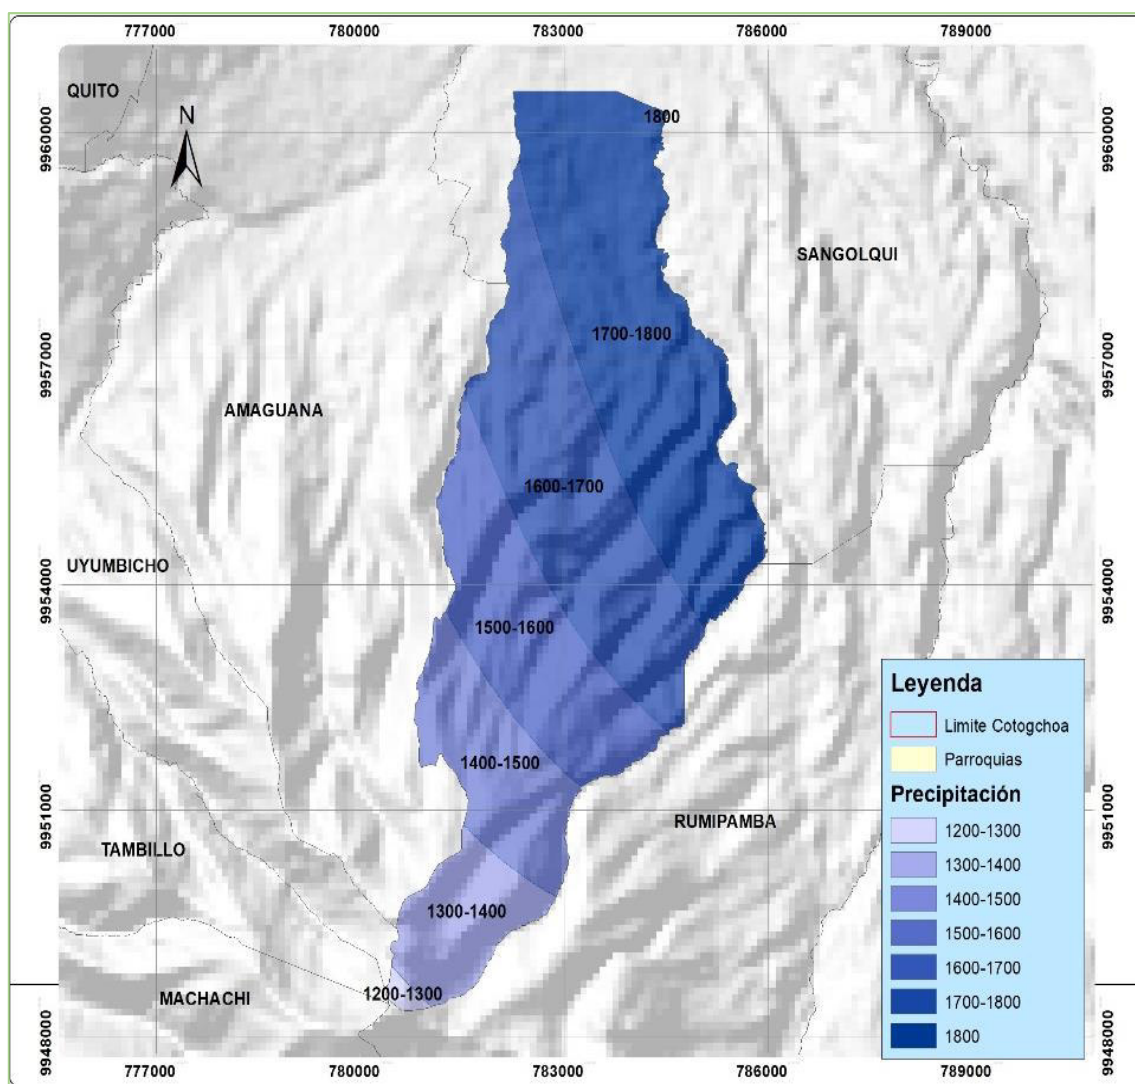 777000 780000 783000 786000 789000
QUITO
N
1800
9960000 9960000
SANGOLQUI
1700-1800
9957000 9957000
AMAGUANA
1600-1700
UYUMBICHO
9954000 9954000
1500-1600
1400-1500
9951000 9951000
RUMIPAMBA
TAMBILLO
1300-1400
1200-1300
MACHACHI
9948000 9948000
777000 780000 783000 786000 789000
Leyenda
Limite Cotogchoa
Parroquias
Precipitación
1200-1300
1300-1400
1400-1500
1500-1600
1600-1700
1700-1800
1800